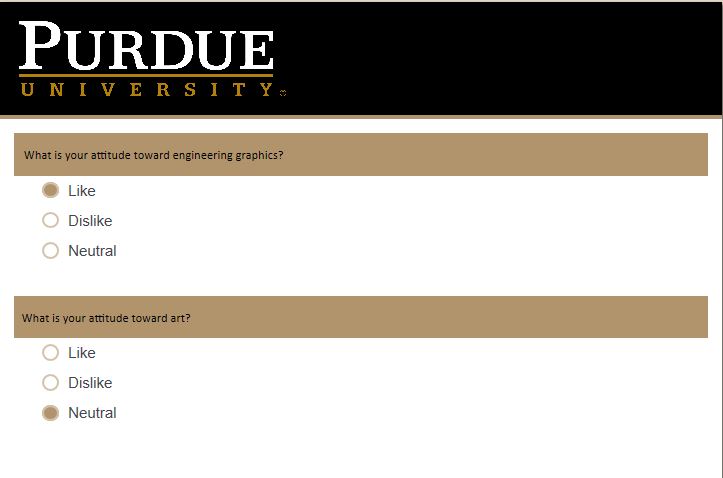 PURDUE
UNIVERSITY
What is your attitude toward engineering graphics?
Like
Dislike
Neutral
What is your attitude toward art?
Like
Dislike
Neutral